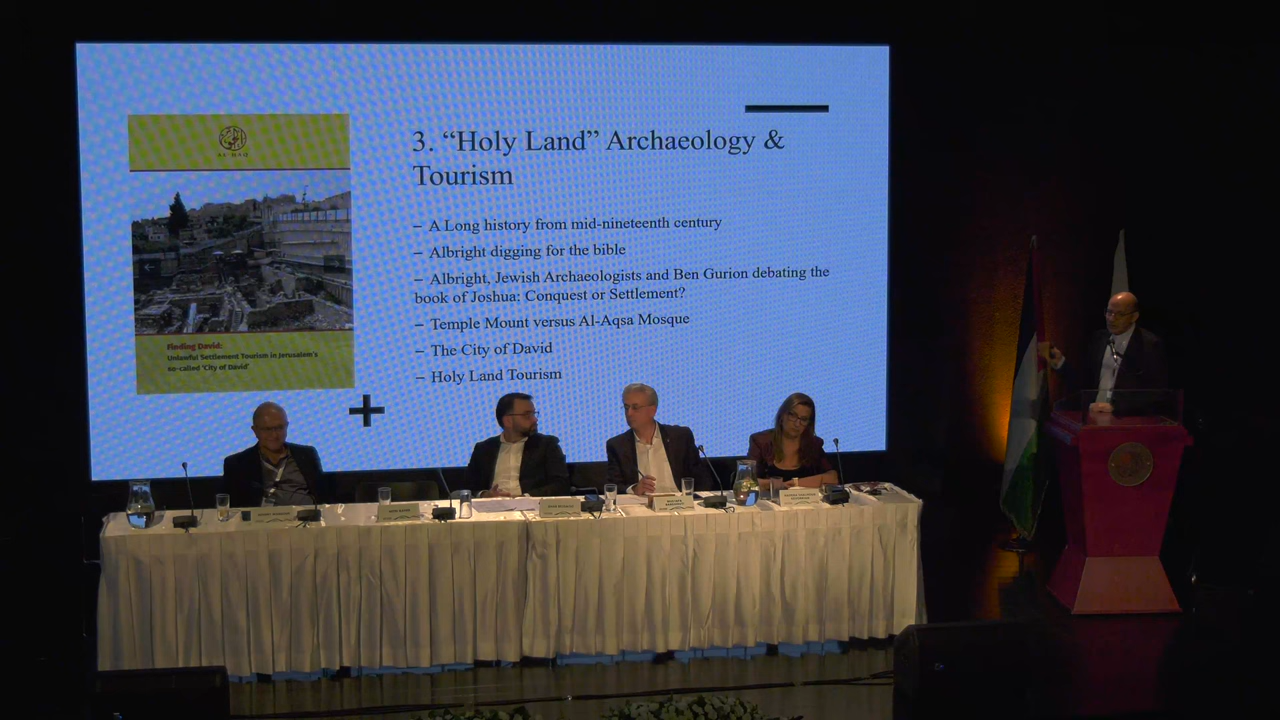 AL-HAQ
Finding David:
Unlawful Settlement Tourism in Jerusalem's
so-called 'City of David'
3. “Holy Land” Archaeology &
Tourism
– A Long history from mid-nineteenth century
– Albright digging for the bible
– Albright, Jewish Archaeologists and Ben Gurion debating the
book of Joshua: Conquest or Settlement?
– Temple Mount versus Al-Aqsa Mosque
– The City of David
– Holy Land Tourism